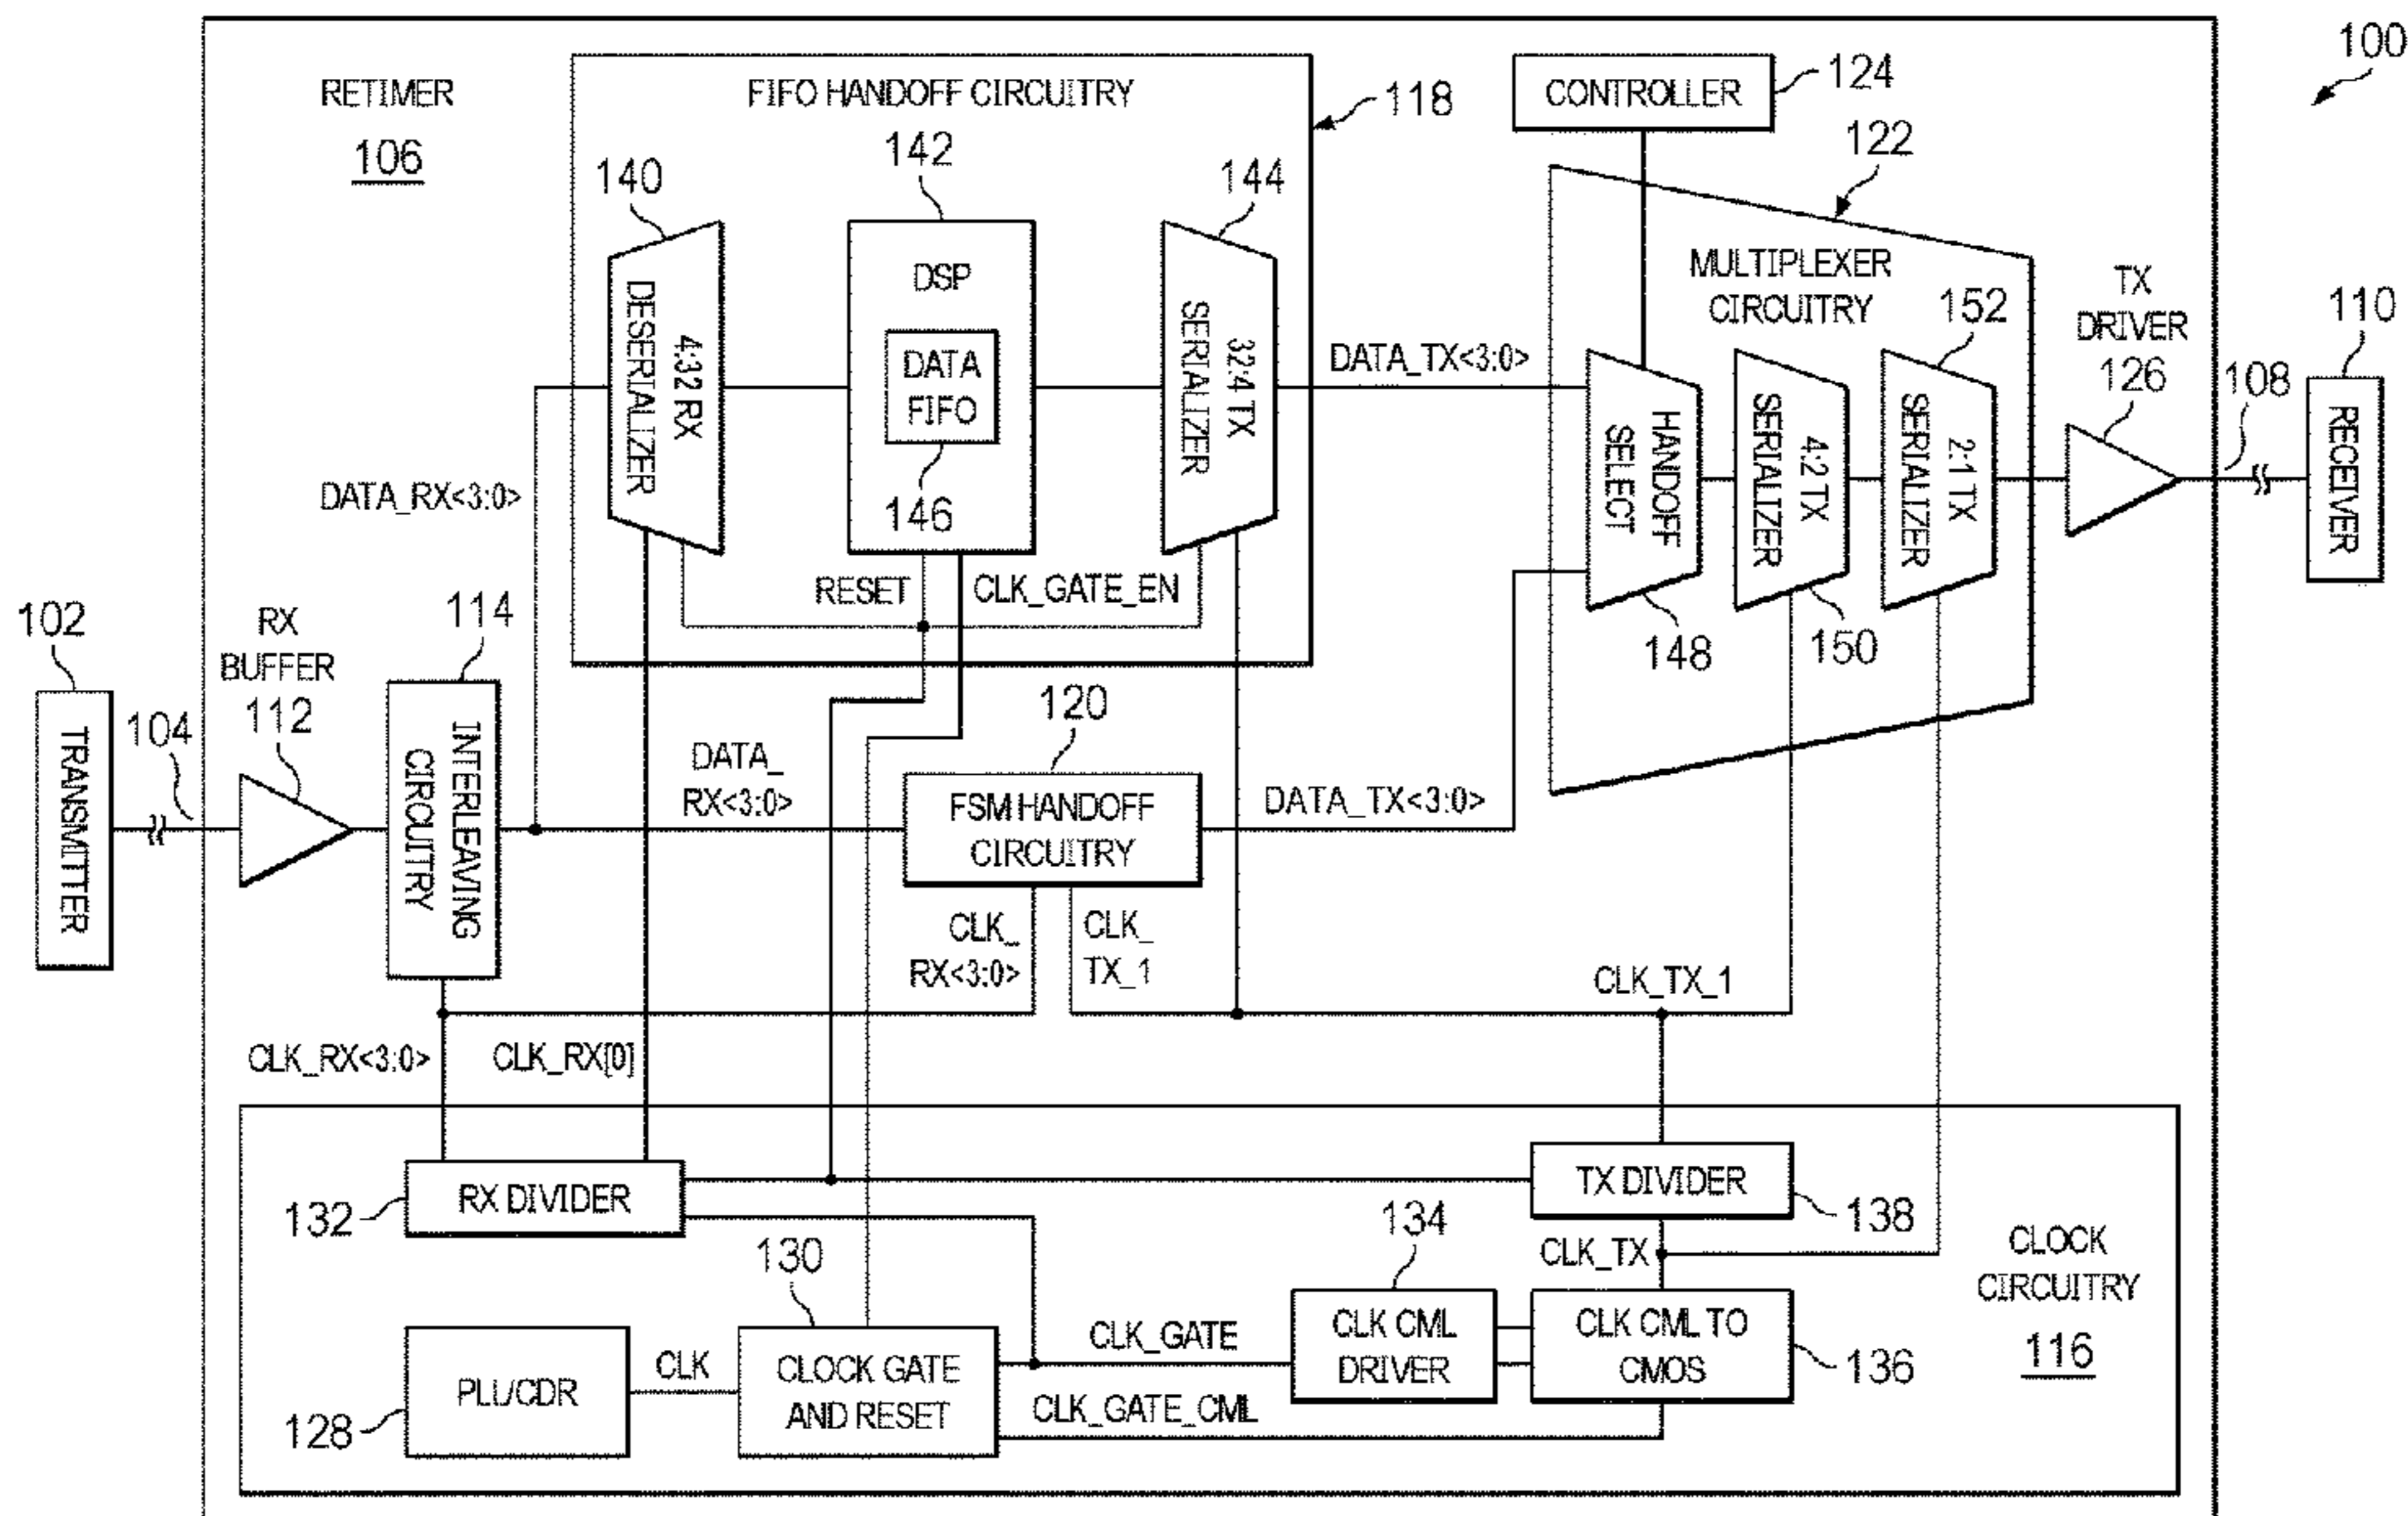 100
RETIMER
106
FIFO HANDOFF CIRCUITRY
118
CONTROLLER
124
140
142
144
122
4:32 RX
DESERIALIZER
DSP
DATA
FIFO
146
32:4 TX
SERIALIZER
DATA_TX<3:0>
MULTIPLEXER
CIRCUITRY
HANDOFF
SELECT
148
4:2 TX
SERIALIZER
150
2:1 TX
SERIALIZER
152
TX
DRIVER
126
108
110
RECEIVER
DATA_RX<3:0>
RESET
CLK_GATE_EN
102
TRANSMITTER
104
RX
BUFFER
112
114
INTERLEAVING
CIRCUITRY
DATA_
RX<3:0>
120
FSM HANDOFF
CIRCUITRY
DATA_TX<3:0>
CLK_
RX<3:0>
CLK_
TX_1
CLK_TX_1
CLK_RX<3:0>
CLK_RX[0]
RX DIVIDER
132
TX DIVIDER
138
130
134
CLK_TX
CLOCK
CIRCUITRY
116
PLL/CDR
128
CLK
CLOCK GATE
AND RESET
CLK_GATE
CLK_GATE_CML
CLK CML
DRIVER
CLK CML TO
CMOS
136